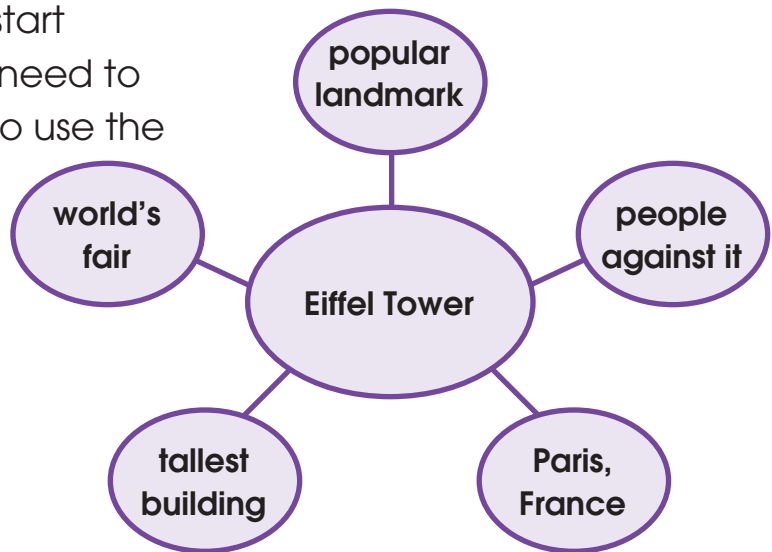 start
need to
o use the
popular
landmark
world's
fair
people
against it
Eiffel Tower
tallest
building
Paris,
France